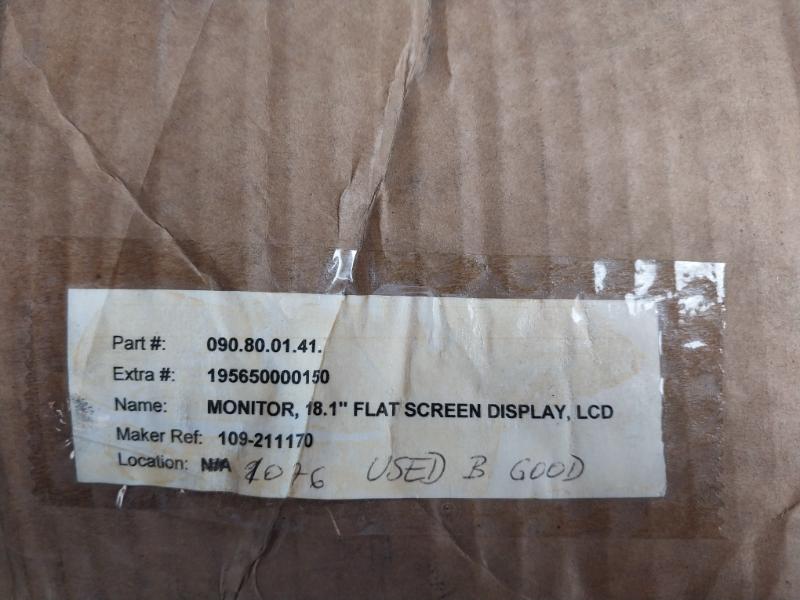 Part #: 090.80.01.41.
Extra #: 195650000150
Name: MONITOR, 18.1" FLAT SCREEN DISPLAY, LCD
Maker Ref: 109-211170
Location: N/A USED B GOOD